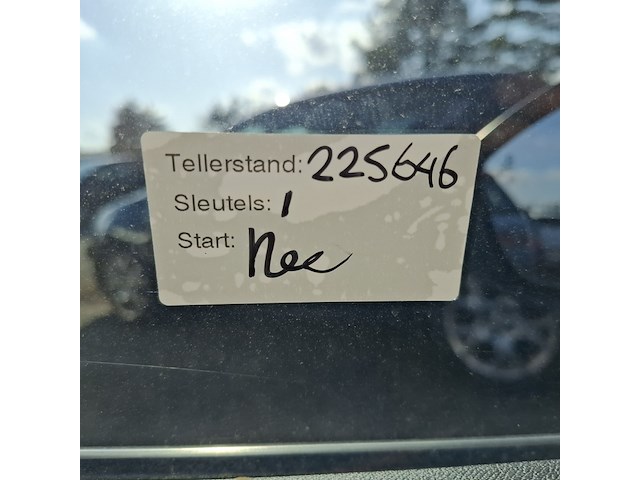 Tellerstand: 225646
Sleutels: 1
Start: Nee